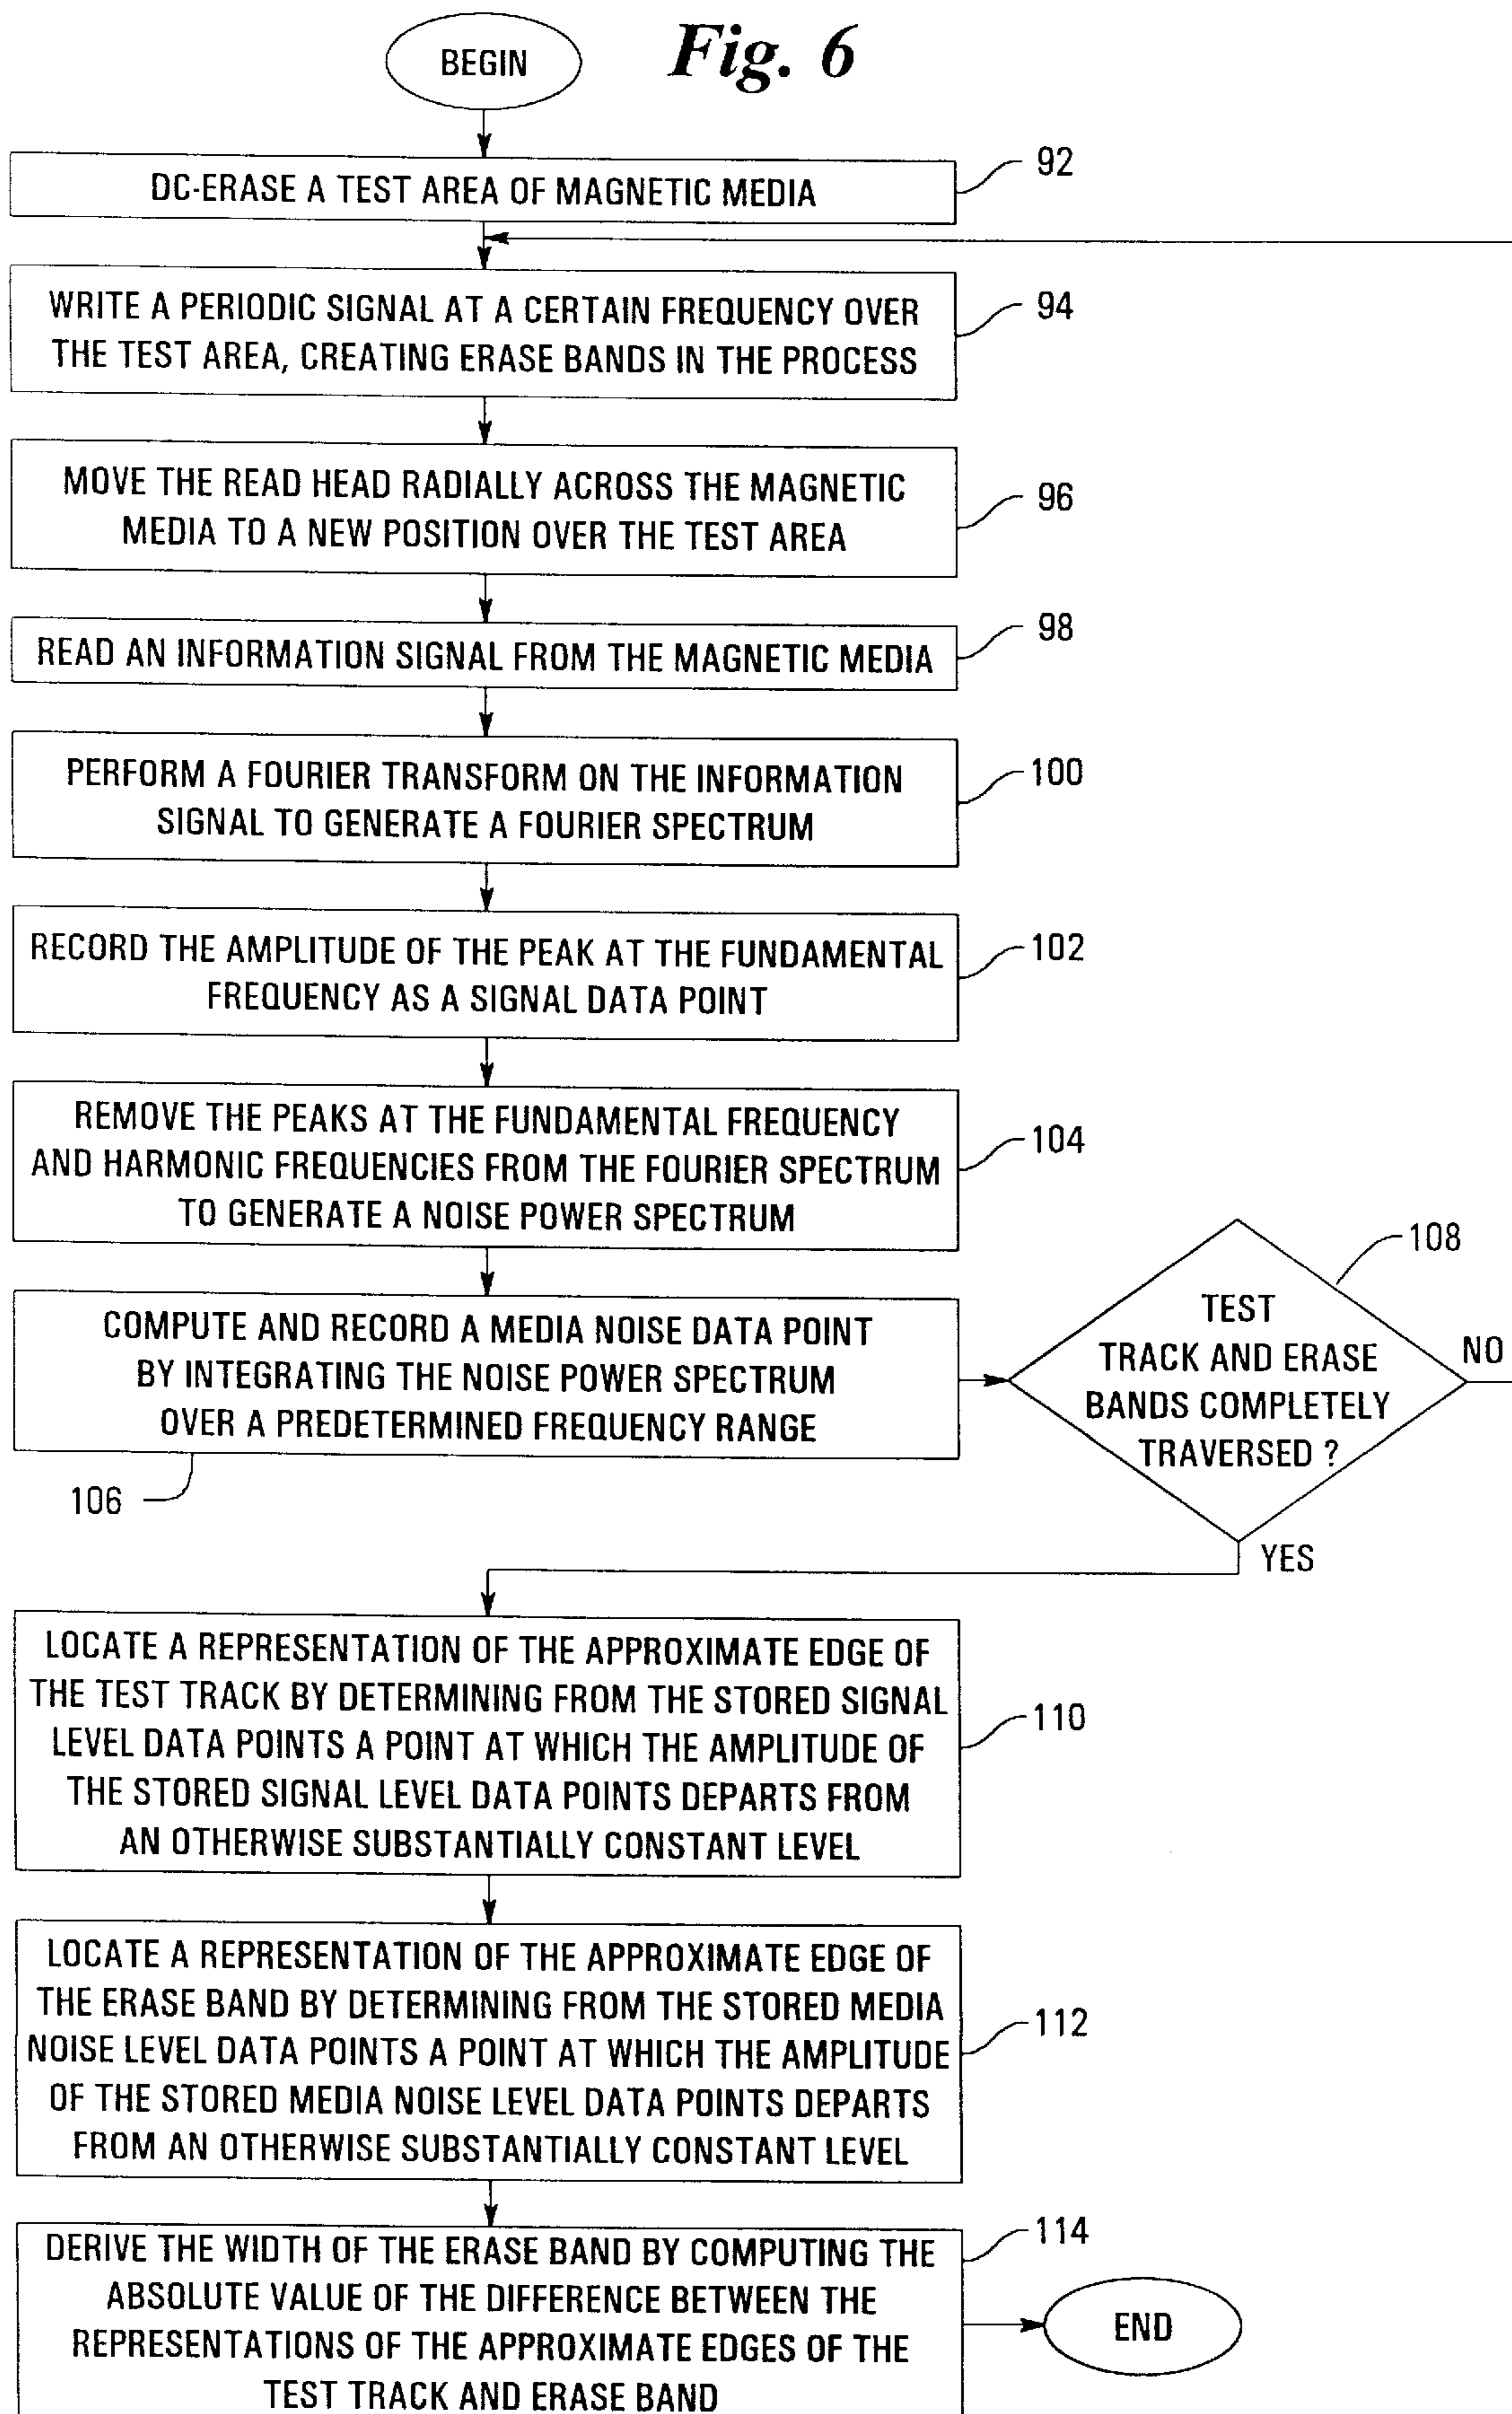 Fig. 6
BEGIN
DC-ERASE A TEST AREA OF MAGNETIC MEDIA
92
WRITE A PERIODIC SIGNAL AT A CERTAIN FREQUENCY OVER
THE TEST AREA, CREATING ERASE BANDS IN THE PROCESS
94
MOVE THE READ HEAD RADIALLY ACROSS THE MAGNETIC
MEDIA TO A NEW POSITION OVER THE TEST AREA
96
READ AN INFORMATION SIGNAL FROM THE MAGNETIC MEDIA
98
PERFORM A FOURIER TRANSFORM ON THE INFORMATION
SIGNAL TO GENERATE A FOURIER SPECTRUM
100
RECORD THE AMPLITUDE OF THE PEAK AT THE FUNDAMENTAL
FREQUENCY AS A SIGNAL DATA POINT
102
REMOVE THE PEAKS AT THE FUNDAMENTAL FREQUENCY
AND HARMONIC FREQUENCIES FROM THE FOURIER SPECTRUM
TO GENERATE A NOISE POWER SPECTRUM
104
COMPUTE AND RECORD A MEDIA NOISE DATA POINT
BY INTEGRATING THE NOISE POWER SPECTRUM
OVER A PREDETERMINED FREQUENCY RANGE
106
TEST
TRACK AND ERASE
BANDS COMPLETELY
TRAVERSED ?
108
NO
YES
LOCATE A REPRESENTATION OF THE APPROXIMATE EDGE OF
THE TEST TRACK BY DETERMINING FROM THE STORED SIGNAL
LEVEL DATA POINTS A POINT AT WHICH THE AMPLITUDE OF
THE STORED SIGNAL LEVEL DATA POINTS DEPARTS FROM
AN OTHERWISE SUBSTANTIALLY CONSTANT LEVEL
110
LOCATE A REPRESENTATION OF THE APPROXIMATE EDGE OF
THE ERASE BAND BY DETERMINING FROM THE STORED MEDIA
NOISE LEVEL DATA POINTS A POINT AT WHICH THE AMPLITUDE
OF THE STORED MEDIA NOISE LEVEL DATA POINTS DEPARTS
FROM AN OTHERWISE SUBSTANTIALLY CONSTANT LEVEL
112
DERIVE THE WIDTH OF THE ERASE BAND BY COMPUTING THE
ABSOLUTE VALUE OF THE DIFFERENCE BETWEEN THE
REPRESENTATIONS OF THE APPROXIMATE EDGES OF THE
TEST TRACK AND ERASE BAND
114
END